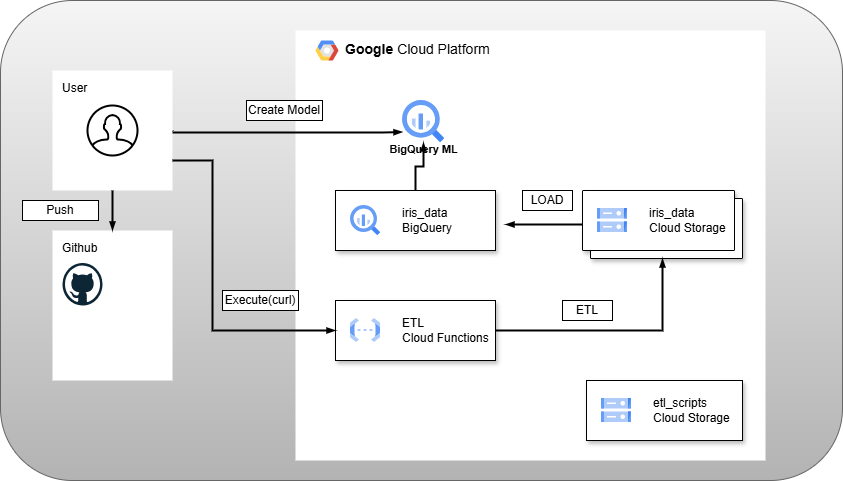 Google Cloud Platform
User
Create Model
BigQuery ML
Push
iris_data
BigQuery
LOAD
iris_data
Cloud Storage
Github
Execute(curl)
ETL
Cloud Functions
ETL
etl_scripts
Cloud Storage